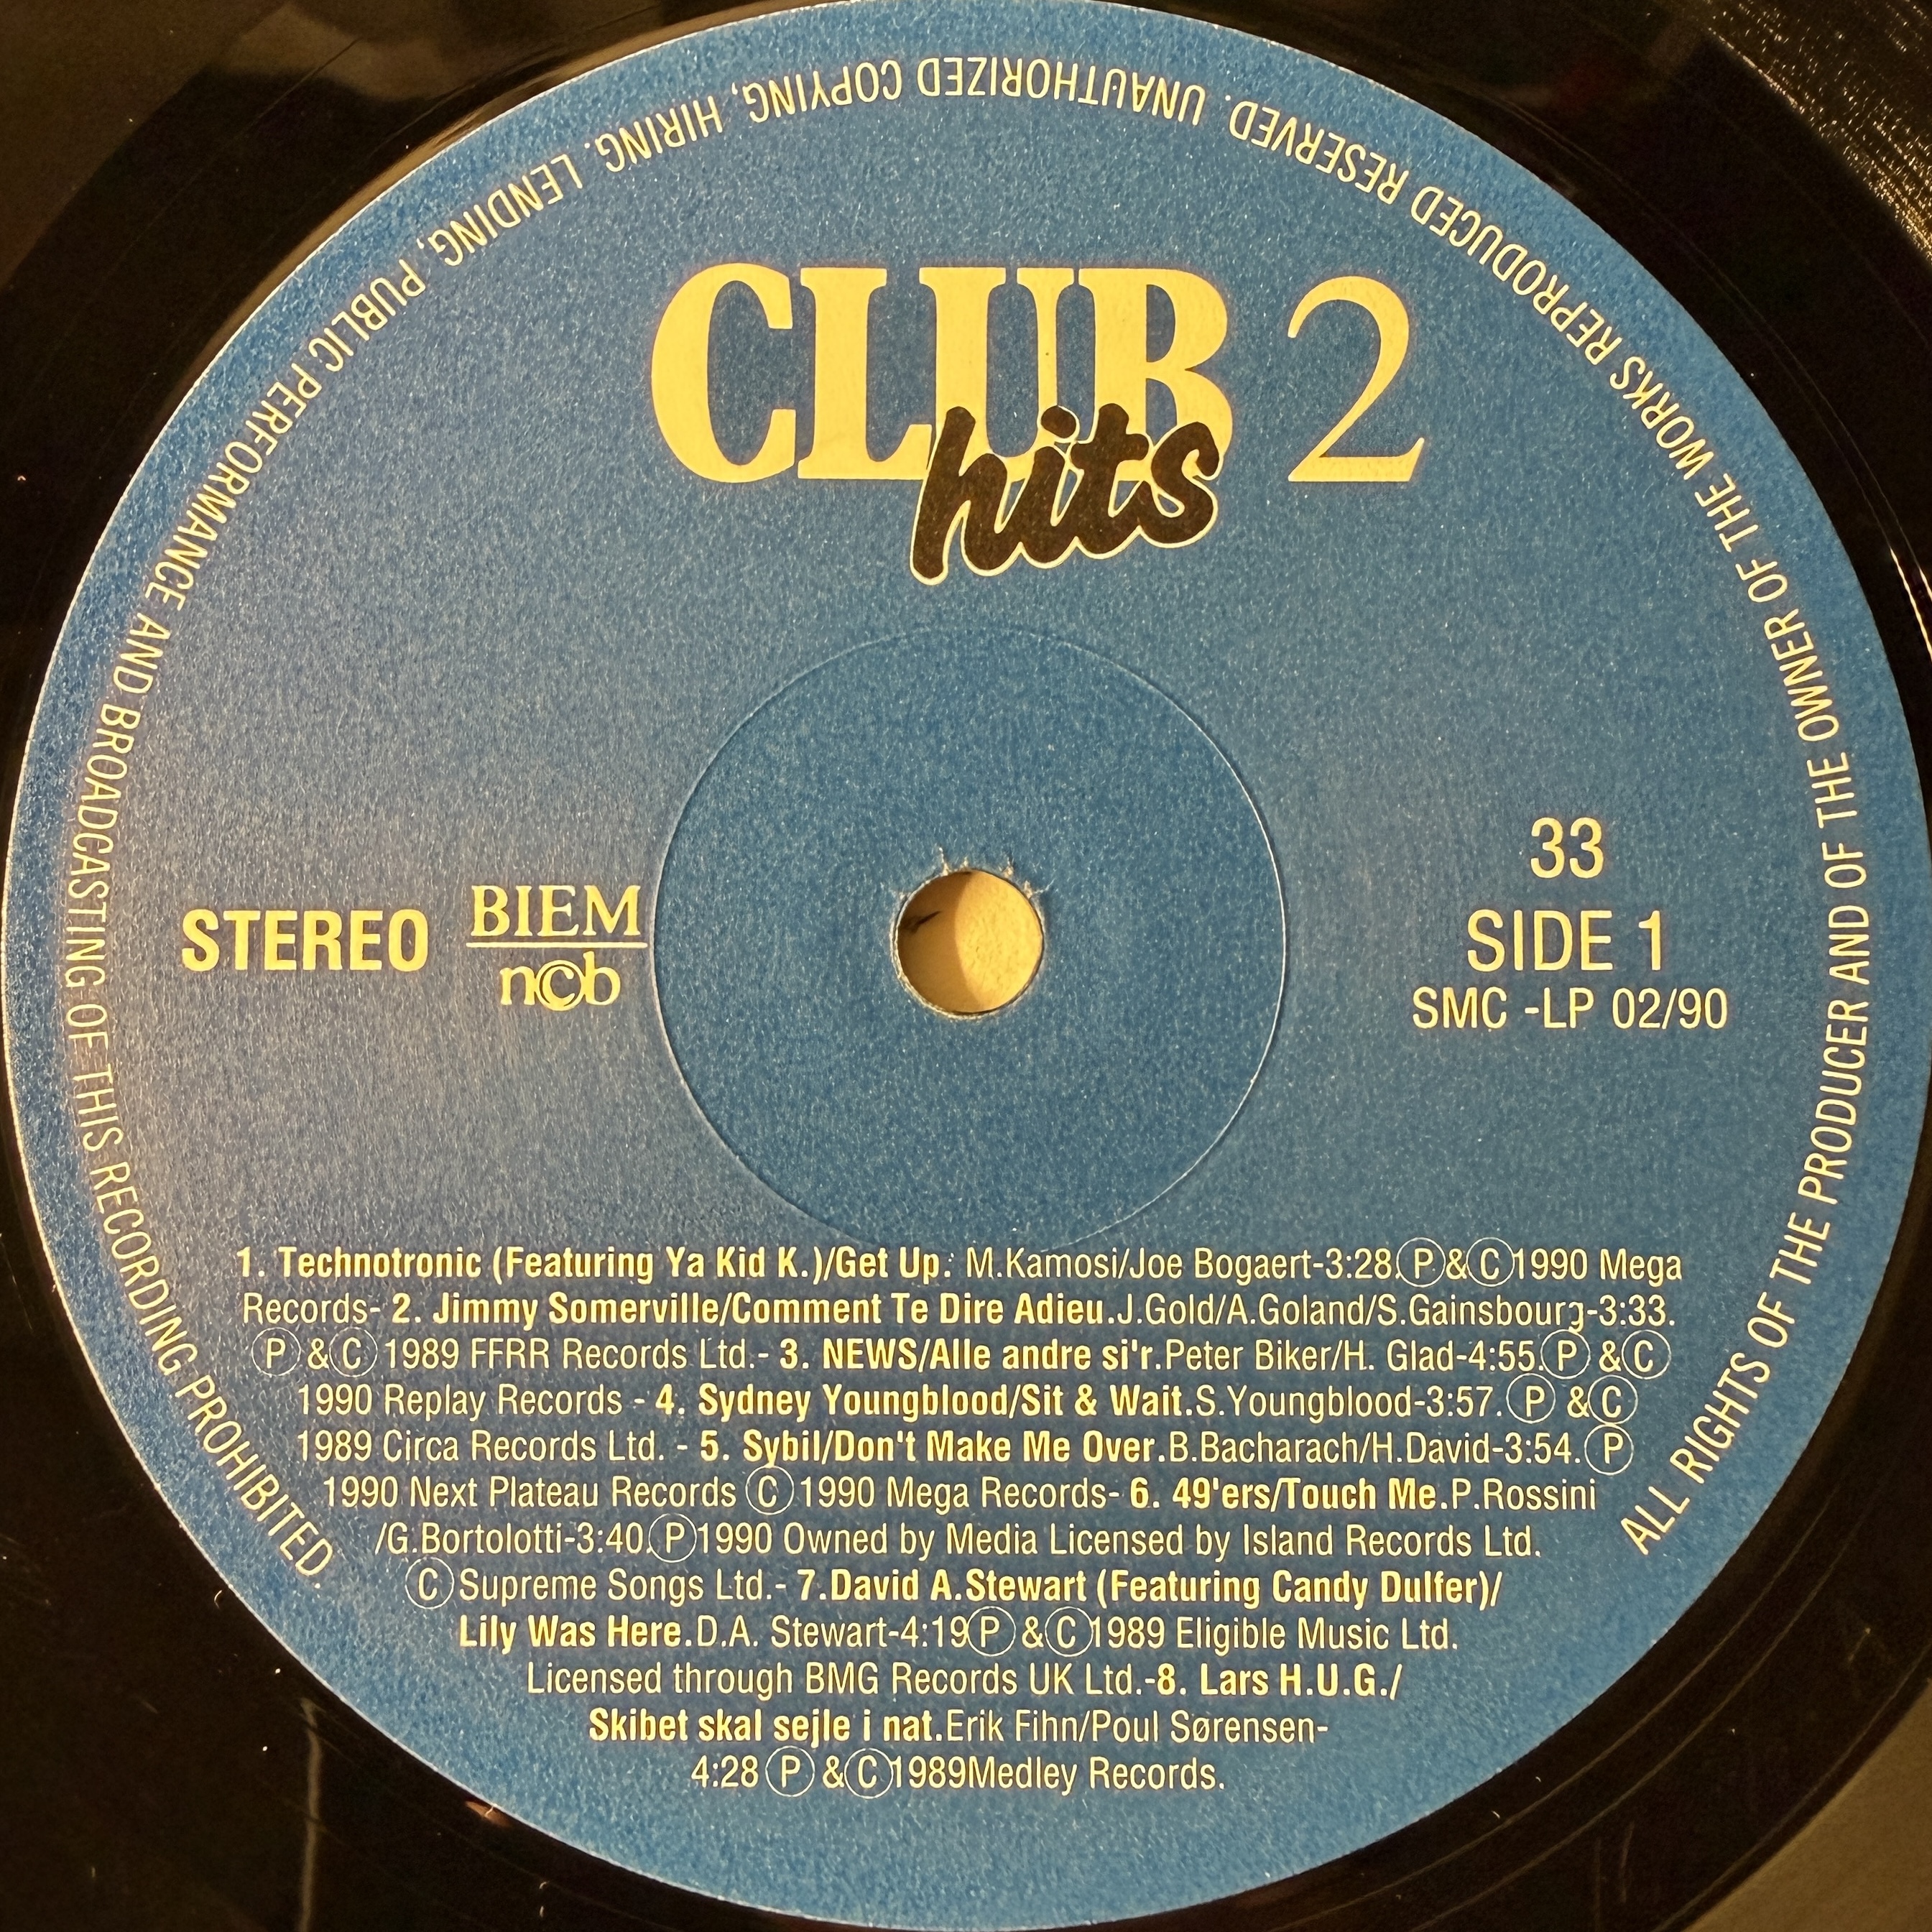 CLUB 2
hits
STEREO
BIEM
ncb
33
SIDE 1
SMC -LP 02/90
1. Technotronic (Featuring Ya Kid K.)/Get Up. M.Kamosi/Joe Bogaert-3:28.Ⓟ&Ⓒ1990 Mega
Records- 2. Jimmy Somerville/Comment Te Dire Adieu.J.Gold/A.Goland/S.Gainsbourg-3:33.
Ⓟ&Ⓒ 1989 FFRR Records Ltd.- 3. NEWS/Alle andre si'r.Peter Biker/H. Glad-4:55.Ⓟ &Ⓒ
1990 Replay Records - 4. Sydney Youngblood/Sit & Wait.S.Youngblood-3:57.Ⓟ &Ⓒ
1989 Circa Records Ltd. - 5. Sybil/Don't Make Me Over.B.Bacharach/H.David-3:54.Ⓟ
1990 Next Plateau Records Ⓒ1990 Mega Records- 6. 49'ers/Touch Me.P.Rossini
/G.Bortolotti-3:40.Ⓟ1990 Owned by Media Licensed by Island Records Ltd.
ⒸSupreme Songs Ltd.- 7.David A.Stewart (Featuring Candy Dulfer)/
Lily Was Here.D.A. Stewart-4:19Ⓟ &Ⓒ1989 Eligible Music Ltd.
Licensed through BMG Records UK Ltd.-8. Lars H.U.G./
Skibet skal sejle i nat.Erik Fihn/Poul Sørensen-
4:28Ⓟ &Ⓒ1989Medley Records.
ALL RIGHTS OF THE PRODUCER AND OF THE OWNER OF THE WORKS REPRODUCED RESERVED. UNAUTHORIZED COPYING, HIRING. LENDING, PUBLIC PERFORMANCE AND BROADCASTING OF THIS RECORDING PROHIBITED.